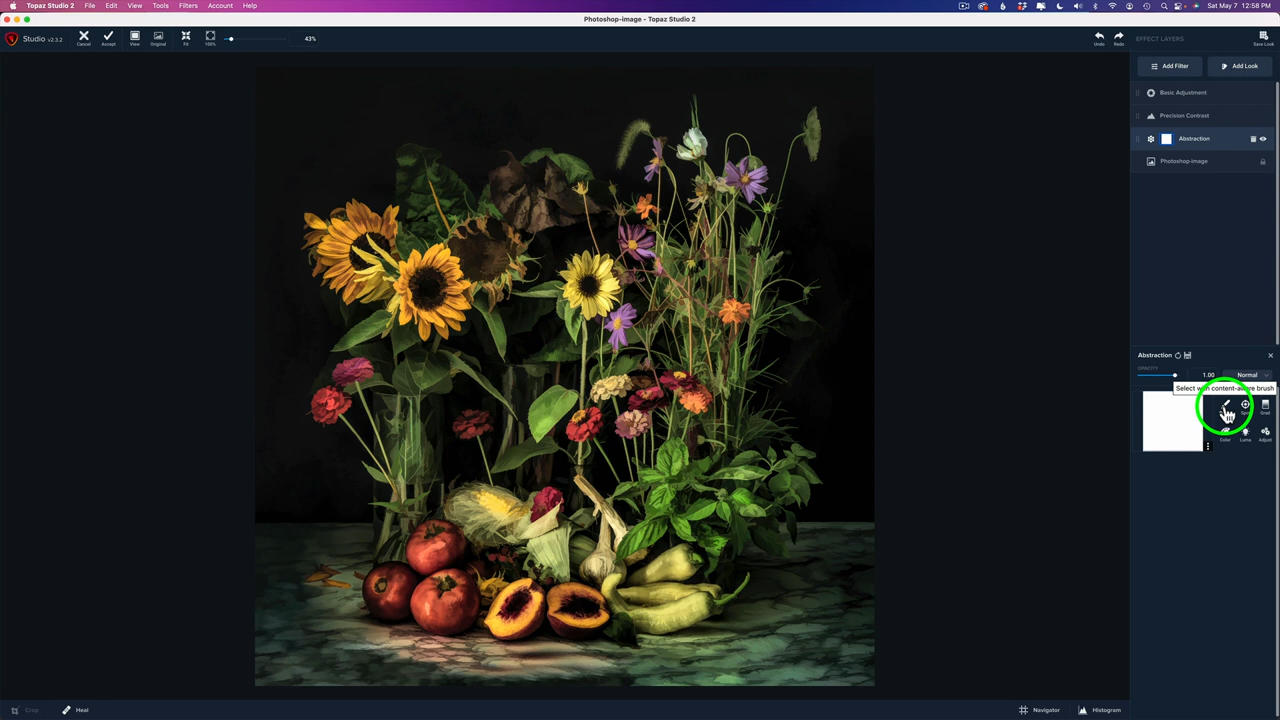 Topaz Studio 2 File Edit View Tools Filters Account Help Sat May 7 12:58 PM
Photoshop-image - Topaz Studio 2
Studio v2.3.2 Cancel Accept View Original Fit 100% 43% Undo Redo EFFECT LAYERS Save Look
Add Filter Add Look
Basic Adjustment
Precision Contrast
Abstraction
Photoshop-image
Abstraction
OPACITY 1.00 Normal
Select with content-aware brush
Grad
Color Luma Adjust
Crop Heal Navigator Histogram